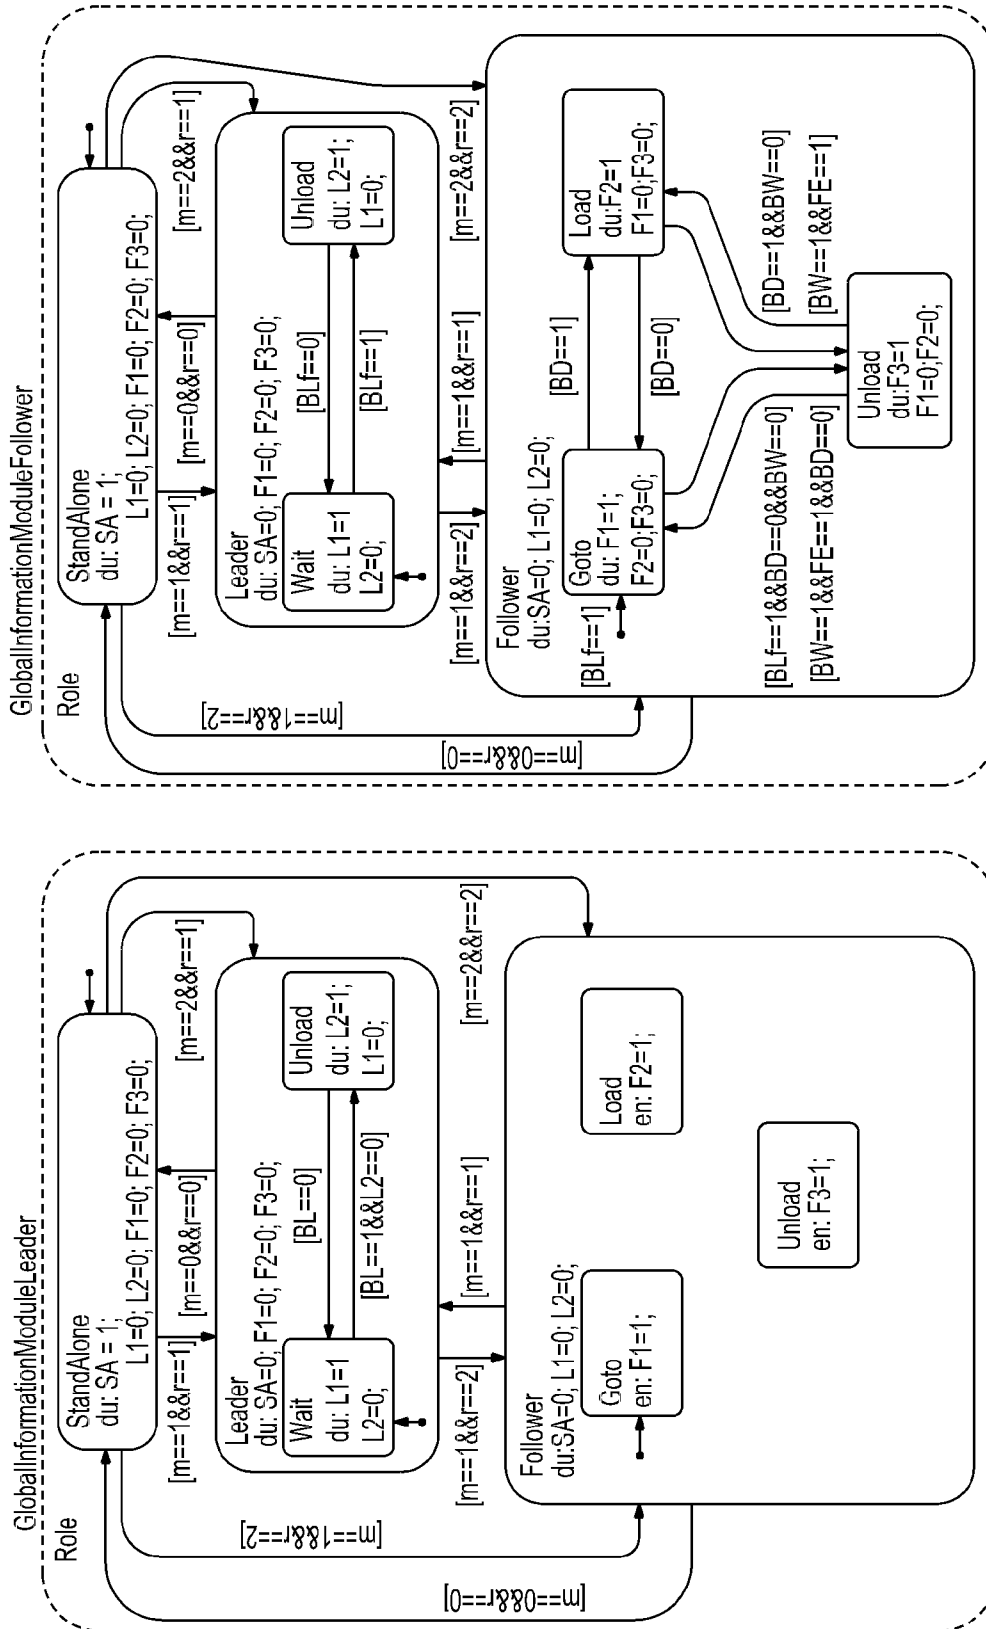 GlobalInformationModuleLeader
Role
StandAlone
du: SA = 1;
L1=0; L2=0; F1=0; F2=0; F3=0;
[m==1&&r==1]
[m==0&&r==0]
[m==2&&r==1]
Leader
du: SA=0; F1=0; F2=0; F3=0;
Wait
du: L1=1
L2=0;
[BL==0]
[BL==1&&L2==0]
Unload
du: L2=1;
L1=0;
[m==1&&r==2]
[m==1&&r==1]
[m==2&&r==2]
[m==1&&r==2]
[m==0&&r==0]
Follower
du:SA=0; L1=0; L2=0;
Goto
en: F1=1;
Load
en: F2=1;
Unload
en: F3=1;
GlobalInformationModuleFollower
Role
StandAlone
du: SA = 1;
L1=0; L2=0; F1=0; F2=0; F3=0;
[m==1&&r==1]
[m==0&&r==0]
[m==2&&r==1]
Leader
du: SA=0; F1=0; F2=0; F3=0;
Wait
du: L1=1
L2=0;
[BLf==0]
[BLf==1]
Unload
du: L2=1;
L1=0;
[m==1&&r==2]
[m==1&&r==1]
[m==2&&r==2]
[m==1&&r==2]
[m==0&&r==0]
Follower
du:SA=0; L1=0; L2=0;
[BLf==1]
Goto
du: F1=1;
F2=0;F3=0;
[BD==1]
[BD==0]
Load
du:F2=1
F1=0;F3=0;
[BLf==1&&BD==0&&BW==0]
[BW==1&&FE==1&&BD==0]
[BD==1&&BW==0]
[BW==1&&FE==1]
Unload
du:F3=1
F1=0;F2=0;